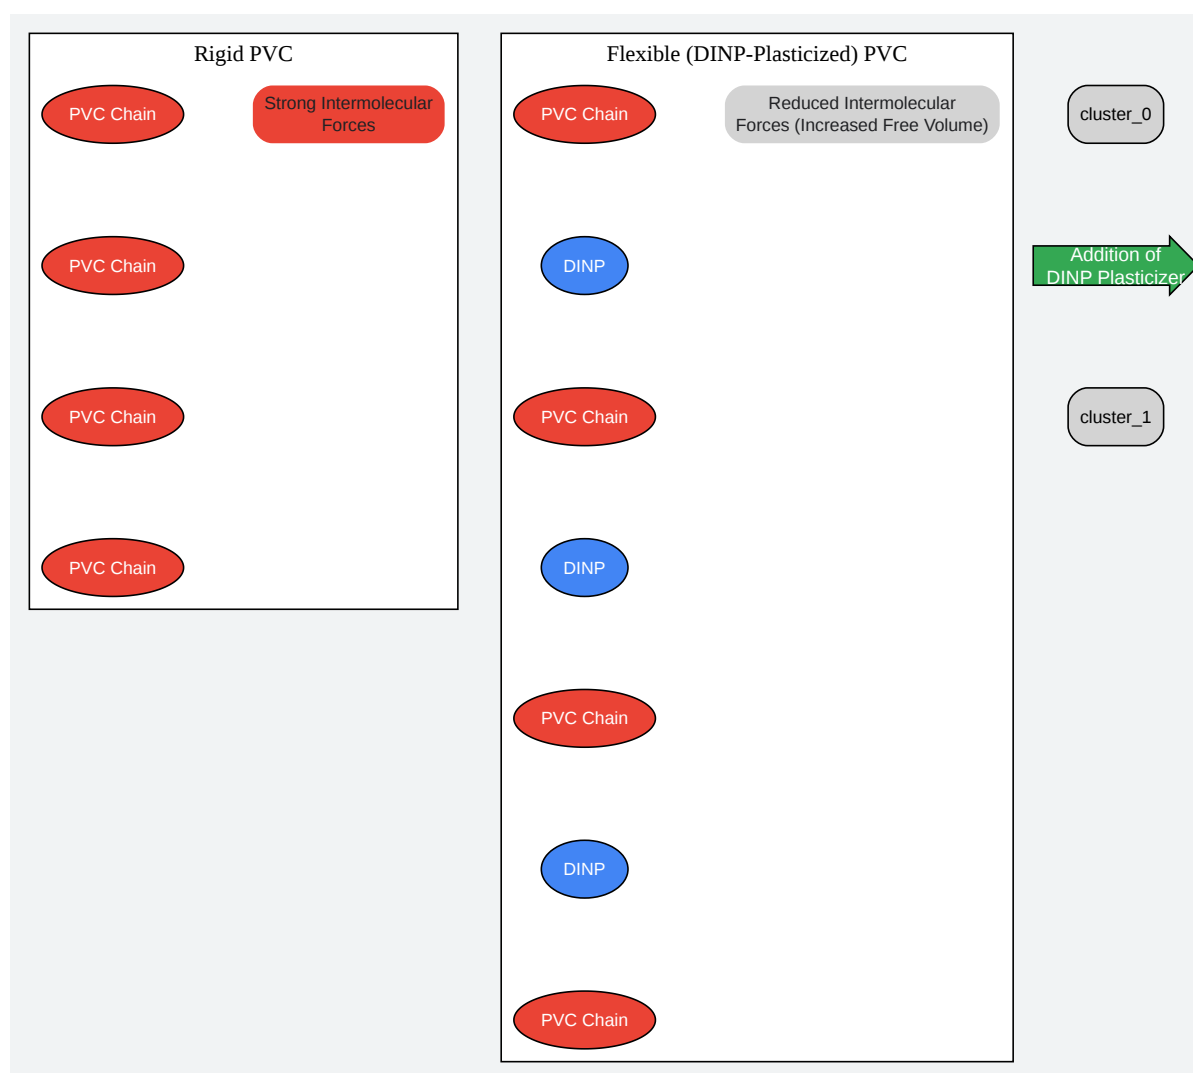 Rigid PVC
PVC Chain
Strong Intermolecular
Forces
PVC Chain
PVC Chain
PVC Chain
Flexible (DINP-Plasticized) PVC
PVC Chain
Reduced Intermolecular
Forces (Increased Free Volume)
DINP
PVC Chain
DINP
PVC Chain
DINP
PVC Chain
cluster_0
Addition of
DINP Plasticizer
cluster_1